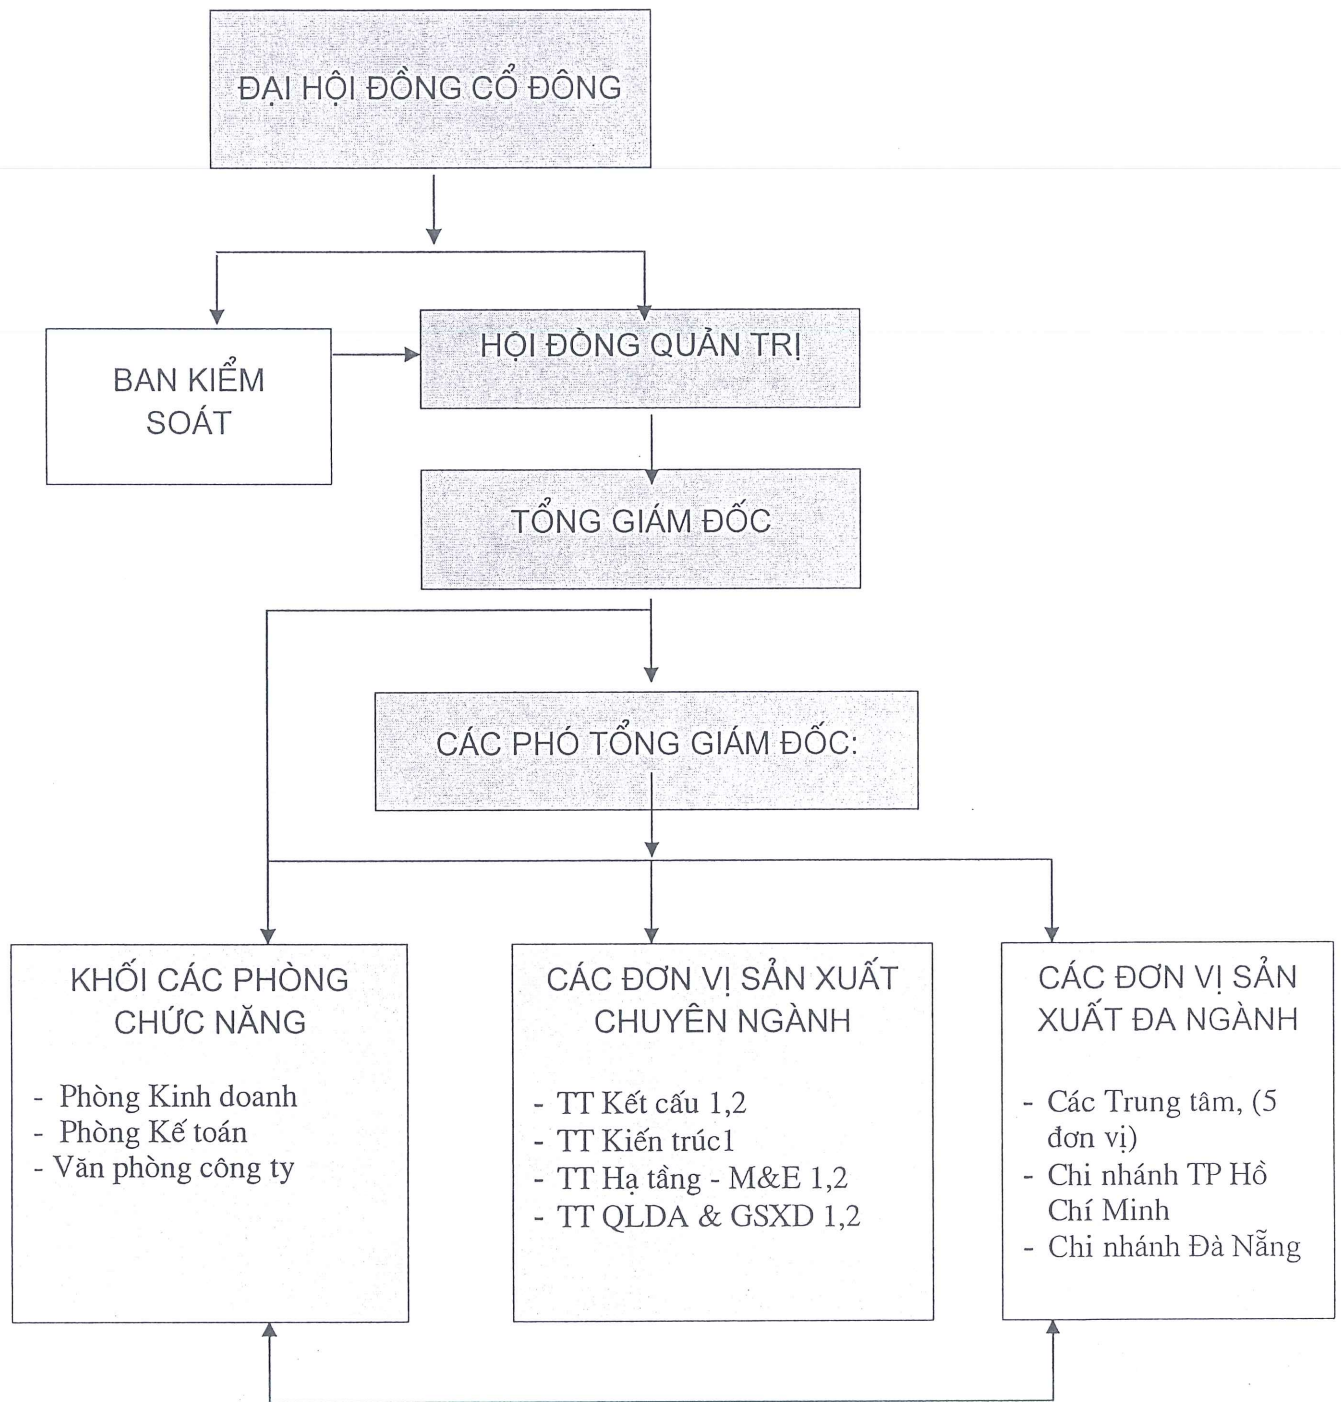 ĐẠI HỘI ĐỒNG CỔ ĐÔNG
HỘI ĐỒNG QUẢN TRỊ
BAN KIỂM
SOÁT
TỔNG GIÁM ĐỐC
CÁC PHÓ TỔNG GIÁM ĐỐC:
KHỐI CÁC PHÒNG
CHỨC NĂNG
- Phòng Kinh doanh
- Phòng Kế toán
- Văn phòng công ty
CÁC ĐƠN VỊ SẢN XUẤT
CHUYÊN NGÀNH
- TT Kết cấu 1,2
- TT Kiến trúc1
- TT Hạ tầng - M&E 1,2
- TT QLDA & GSXD 1,2
CÁC ĐƠN VỊ SẢN
XUẤT ĐA NGÀNH
- Các Trung tâm, (5
đơn vị)
- Chi nhánh TP Hồ
Chí Minh
- Chi nhánh Đà Nẵng